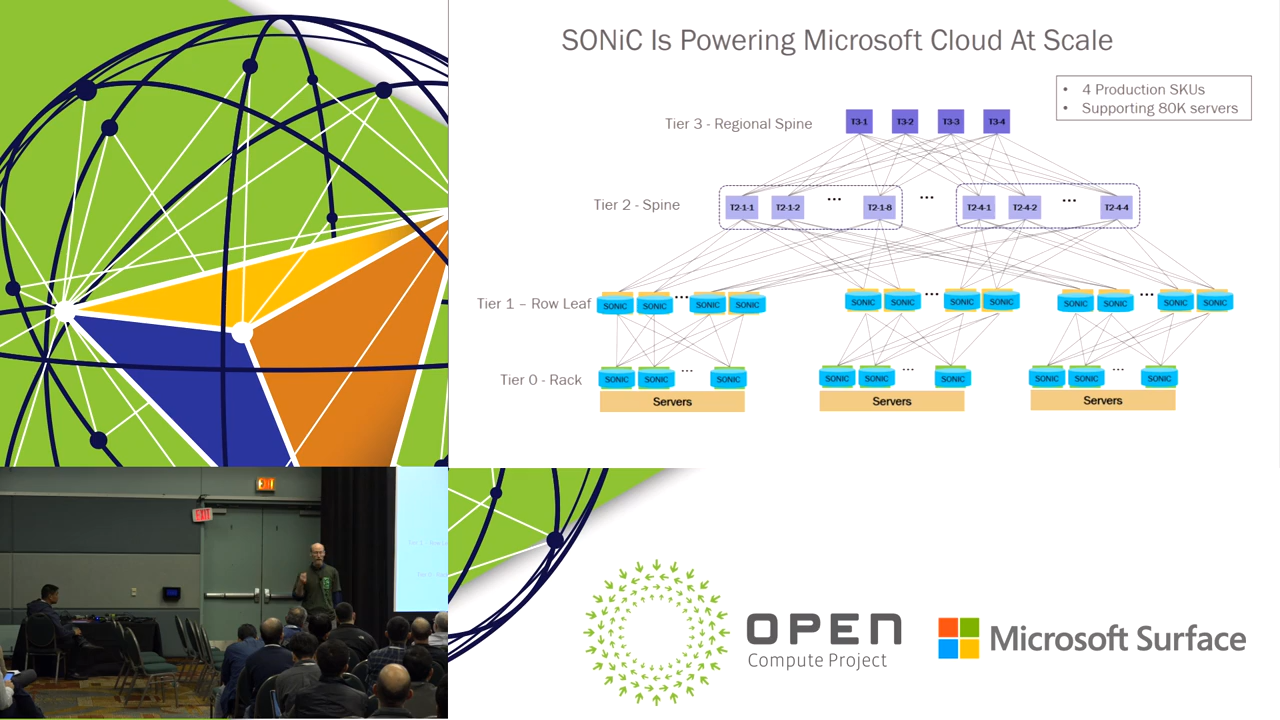 SONiC Is Powering Microsoft Cloud At Scale
• 4 Production SKUs
• Supporting 80K servers
Tier 3 - Regional Spine
T3-1 T3-2 T3-3 T3-4
Tier 2 - Spine
T2-1-1 T2-1-2 ... T2-1-8 ... T2-4-1 T2-4-2 ... T2-4-4
Tier 1 – Row Leaf
SONIC SONIC ... SONIC SONIC SONIC SONIC ... SONIC SONIC SONIC SONIC ... SONIC SONIC
Tier 0 - Rack
SONIC SONIC ... SONIC SONIC SONIC ... SONIC SONIC SONIC ... SONIC
Servers Servers Servers
OPEN
Compute Project
Microsoft Surface